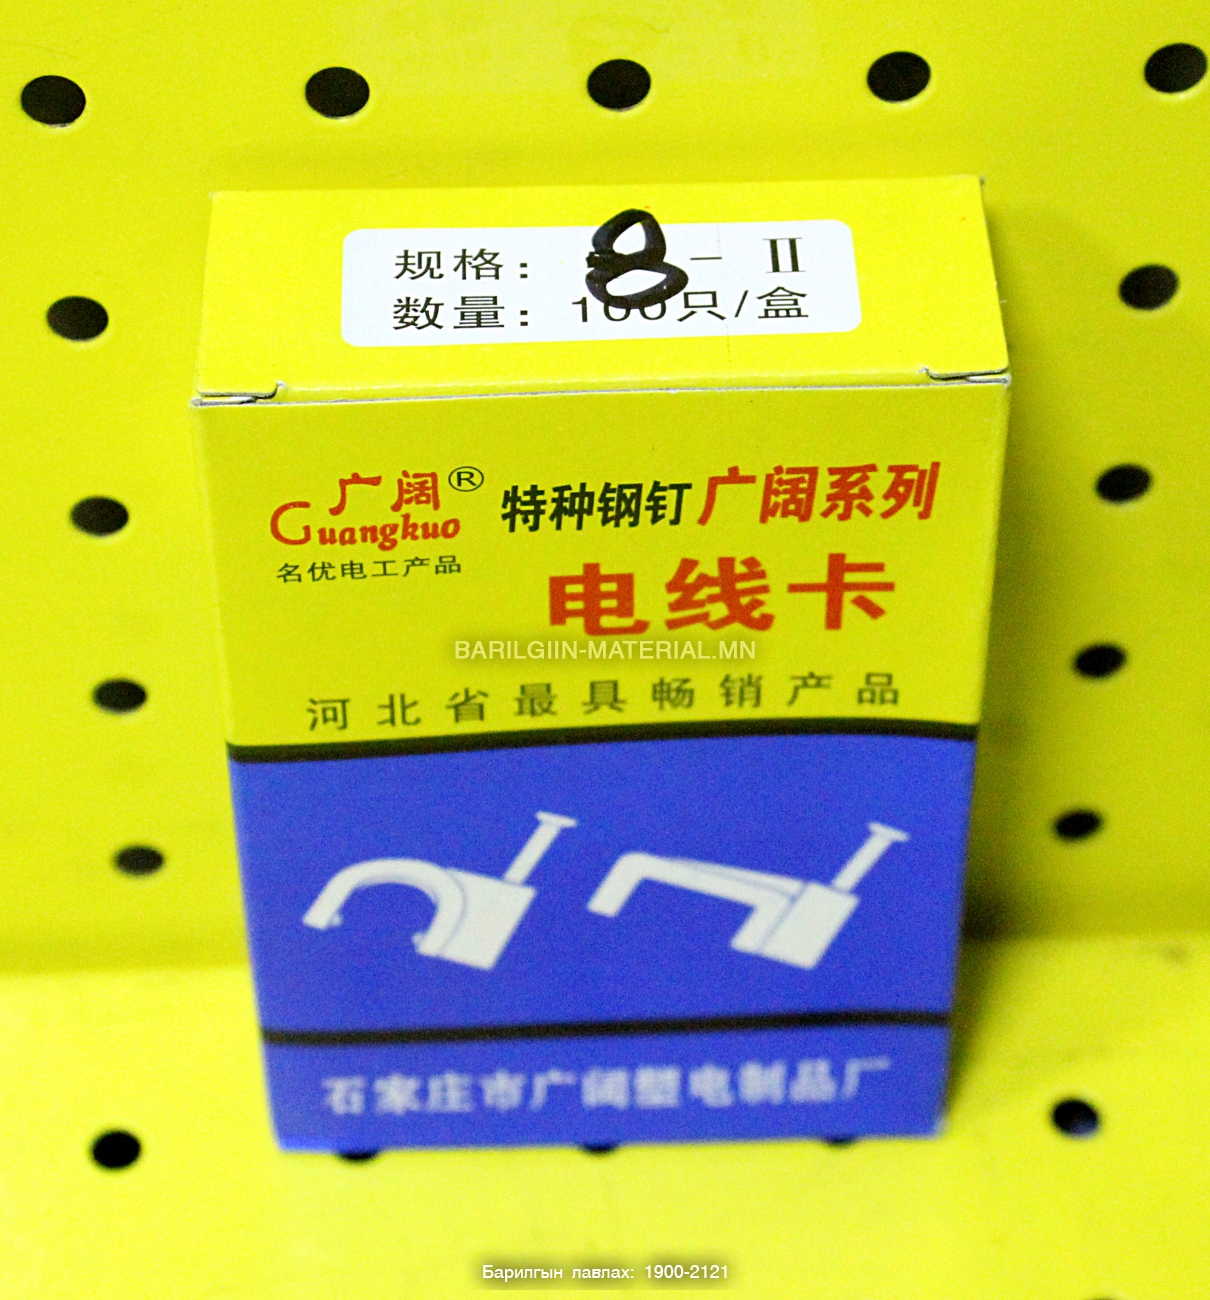 规格： 8- II
数量： 100只/盒
广阔®
Guangkuo
名优电工产品
特种钢钉广阔系列
电线卡
BARILGIIN-MATERIAL.MN
河北省最具畅销产品
石家庄市广阔塑电制品厂
Барилгын лавлах: 1900-2121